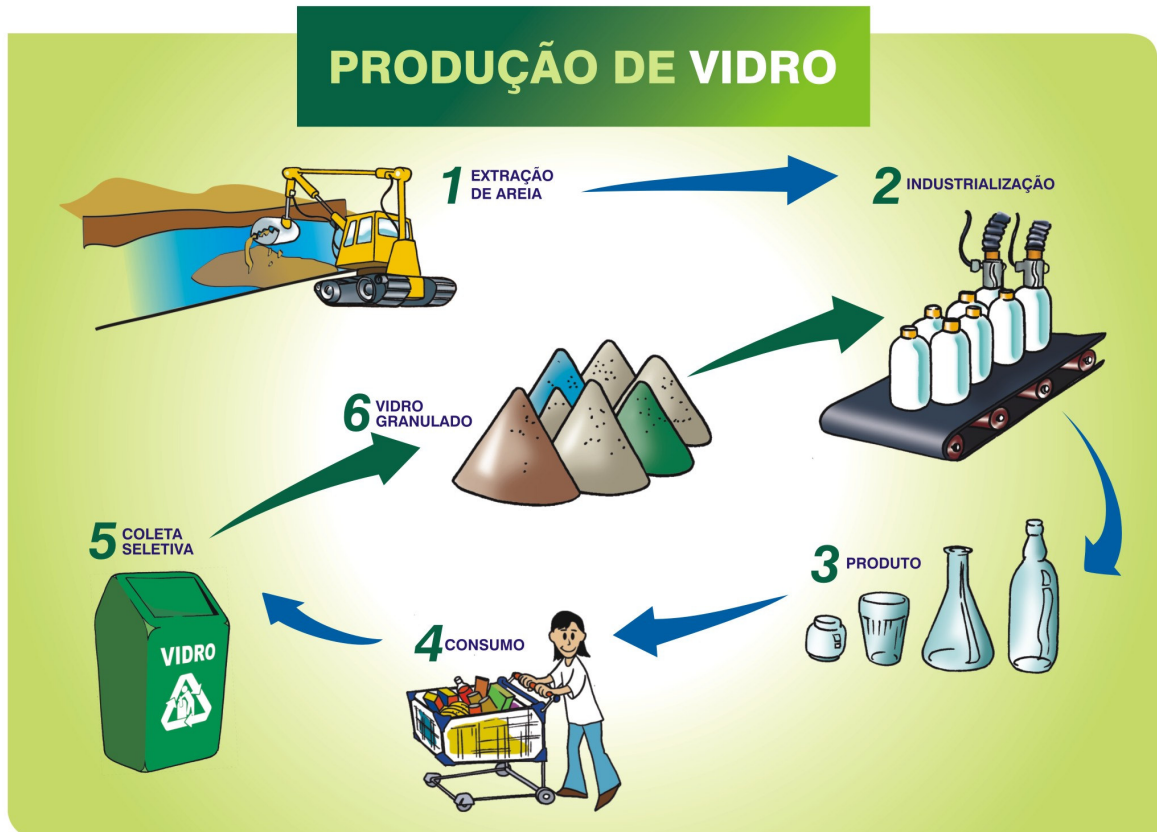 PRODUÇÃO DE VIDRO
1 EXTRAÇÃO
DE AREIA
2 INDUSTRIALIZAÇÃO
3 PRODUTO
4 CONSUMO
5 COLETA
SELETIVA
VIDRO
6 VIDRO
GRANULADO